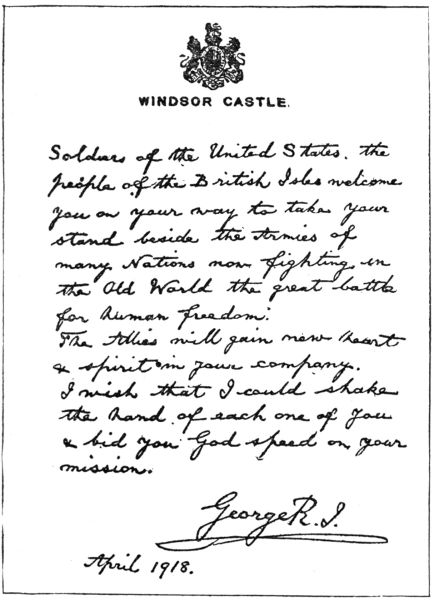 WINDSOR CASTLE.
Soldiers of the United States, the
people of the British Isles welcome
you on your way to take your
stand beside the Armies of
many Nations now fighting in
the Old World the great battle
for human freedom.
The Allies will gain new heart
& spirit in your company.
I wish that I could shake
the hand of each one of you
& bid you God speed on your
mission.
George R.I.
April 1918.